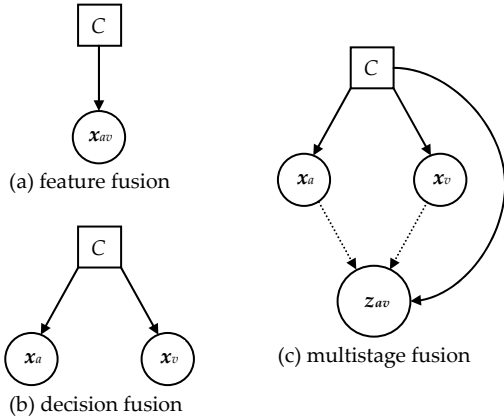 C
x_av
(a) feature fusion
C
x_a
x_v
(b) decision fusion
C
x_a
x_v
z_av
(c) multistage fusion